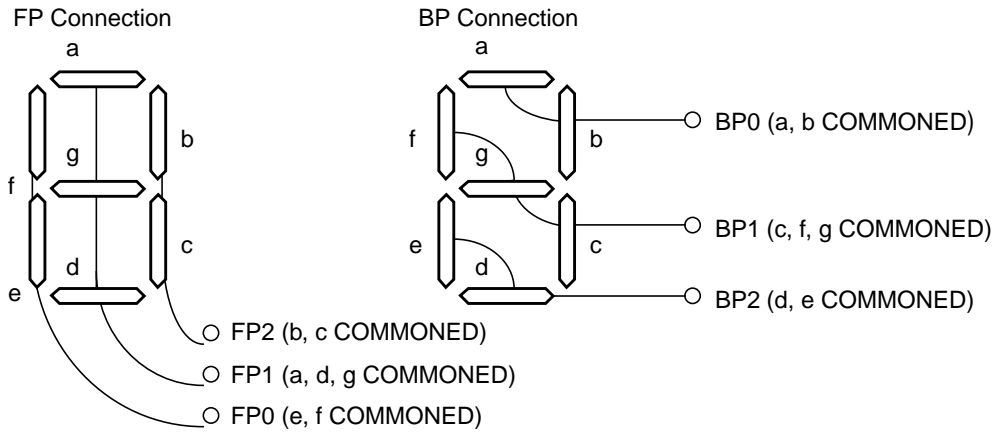 FP Connection
a
b
g
f
c
d
e
FP2 (b, c COMMONED)
FP1 (a, d, g COMMONED)
FP0 (e, f COMMONED)
BP Connection
a
BP0 (a, b COMMONED)
f
b
g
BP1 (c, f, g COMMONED)
e
c
d
BP2 (d, e COMMONED)